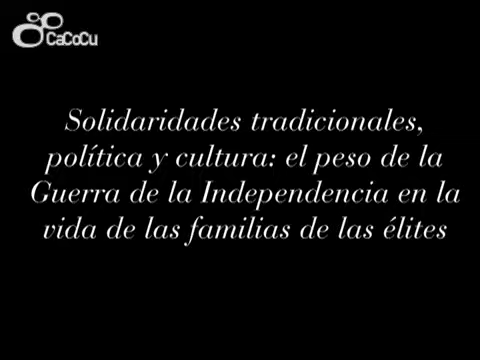 CaCoCu
Solidaridades tradicionales,
política y cultura: el peso de la
Guerra de la Independencia en la
vida de las familias de las élites